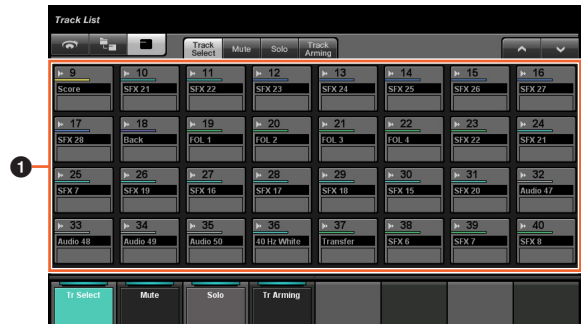 Track List
Track Select Mute Solo Track Arming
9 10 11 12 13 14 15 16
Score SFX 21 SFX 22 SFX 23 SFX 24 SFX 25 SFX 26 SFX 27
17 18 19 20 21 22 23 24
SFX 28 Back FOL 1 FOL 2 FOL 3 FOL 4 SFX 22 SFX 21
1
25 26 27 28 29 30 31 32
SFX 7 SFX 19 SFX 16 SFX 17 SFX 18 SFX 15 SFX 20 Audio 47
33 34 35 36 37 38 39 40
Audio 48 Audio 49 Audio 50 40 Hz White Transfer SFX 6 SFX 7 SFX 8
Tr Select Mute Solo Tr Arming